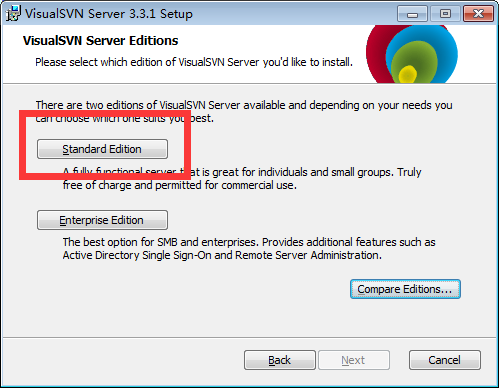 VisualSVN Server 3.3.1 Setup
VisualSVN Server Editions
Please select which edition of VisualSVN Server you'd like to install.
There are two editions of VisualSVN Server available and depending on your needs you
can choose which one suits you best.
Standard Edition
A fully functional server that is great for individuals and small groups. Truly
free of charge and permitted for commercial use.
Enterprise Edition
The best option for SMB and enterprises. Provides additional features such as
Active Directory Single Sign-On and Remote Server Administration.
Compare Editions...
Back
Next
Cancel